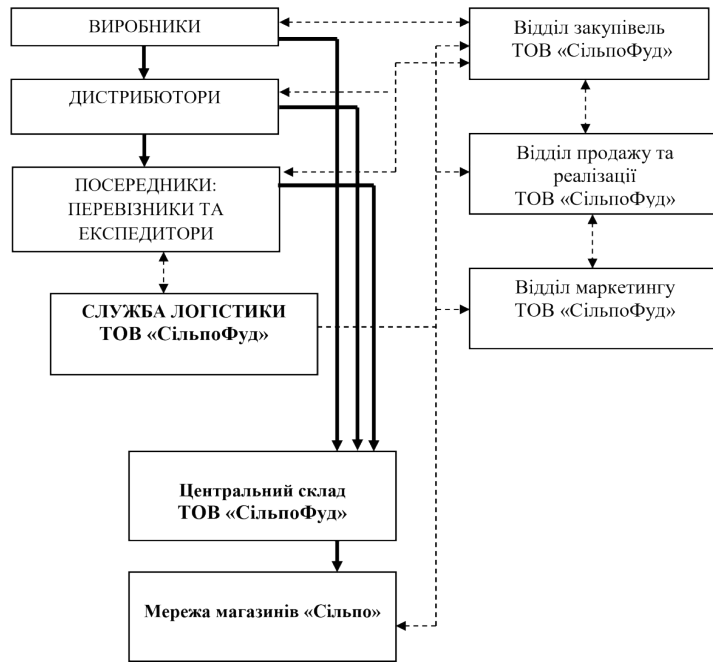 ВИРОБНИКИ
ДИСТРИБЮТОРИ
ПОСЕРЕДНИКИ:
ПЕРЕВІЗНИКИ ТА
ЕКСПЕДИТОРИ
СЛУЖБА ЛОГІСТИКИ
ТОВ «СільпоФуд»
Центральний склад
ТОВ «СільпоФуд»
Мережа магазинів «Сільпо»
Відділ закупівель
ТОВ «СільпоФуд»
Відділ продажу та
реалізації
ТОВ «СільпоФуд»
Відділ маркетингу
ТОВ «СільпоФуд»